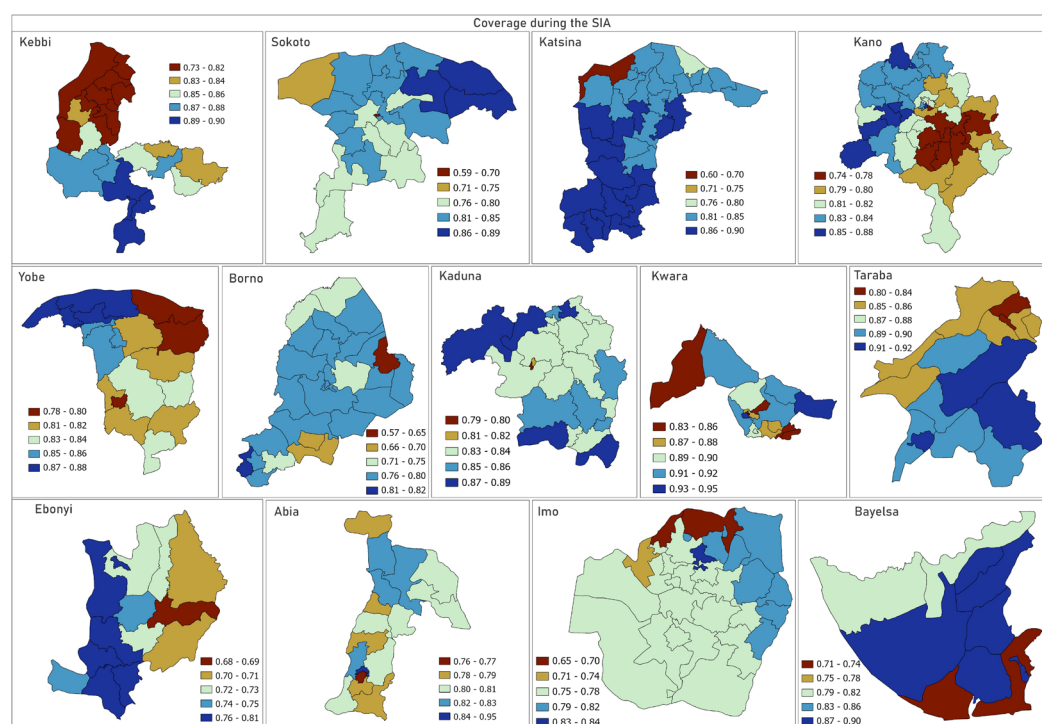 Coverage during the SIA
Kebbi
0.73 - 0.82
0.83 - 0.84
0.85 - 0.86
0.87 - 0.88
0.89 - 0.90
Sokoto
0.59 - 0.70
0.71 - 0.75
0.76 - 0.80
0.81 - 0.85
0.86 - 0.89
Katsina
0.60 - 0.70
0.71 - 0.75
0.76 - 0.80
0.81 - 0.85
0.86 - 0.90
Kano
0.74 - 0.78
0.79 - 0.80
0.81 - 0.82
0.83 - 0.84
0.85 - 0.88
Yobe
0.78 - 0.80
0.81 - 0.82
0.83 - 0.84
0.85 - 0.86
0.87 - 0.88
Borno
0.57 - 0.65
0.66 - 0.70
0.71 - 0.75
0.76 - 0.80
0.81 - 0.82
Kaduna
0.79 - 0.80
0.81 - 0.82
0.83 - 0.84
0.85 - 0.86
0.87 - 0.89
Kwara
0.83 - 0.86
0.87 - 0.88
0.89 - 0.90
0.91 - 0.92
0.93 - 0.95
Taraba
0.80 - 0.84
0.85 - 0.86
0.87 - 0.88
0.89 - 0.90
0.91 - 0.92
Ebonyi
0.68 - 0.69
0.70 - 0.71
0.72 - 0.73
0.74 - 0.75
0.76 - 0.81
Abia
0.76 - 0.77
0.78 - 0.79
0.80 - 0.81
0.82 - 0.83
0.84 - 0.95
Imo
0.65 - 0.70
0.71 - 0.74
0.75 - 0.78
0.79 - 0.82
0.83 - 0.84
Bayelsa
0.71 - 0.74
0.75 - 0.78
0.79 - 0.82
0.83 - 0.86
0.87 - 0.90